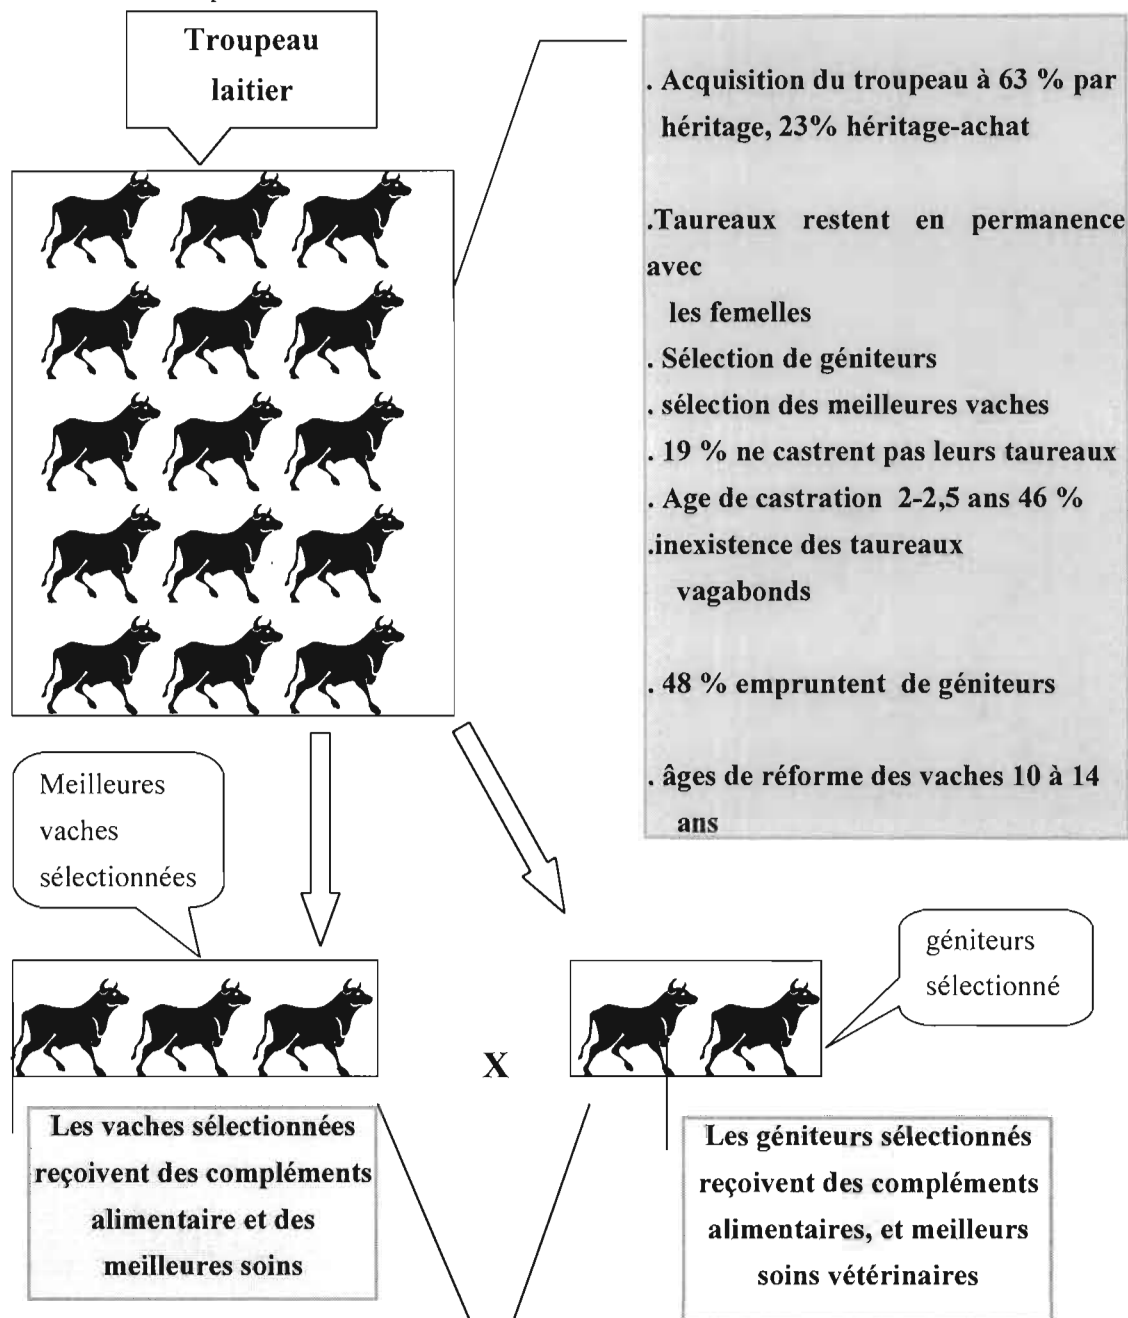 Troupeau
laitier
. Acquisition du troupeau à 63 % par
héritage, 23% héritage-achat
.Taureaux restent en permanence
avec
les femelles
. Sélection de géniteurs
. sélection des meilleures vaches
. 19 % ne castrent pas leurs taureaux
. Age de castration 2-2,5 ans 46 %
.inexistence des taureaux
vagabonds
. 48 % empruntent de géniteurs
. âges de réforme des vaches 10 à 14
ans
Meilleures
vaches
sélectionnées
géniteurs
sélectionné
X
Les vaches sélectionnées
reçoivent des compléments
alimentaire et des
meilleures soins
Les géniteurs sélectionnés
reçoivent des compléments
alimentaires, et meilleurs
soins vétérinaires